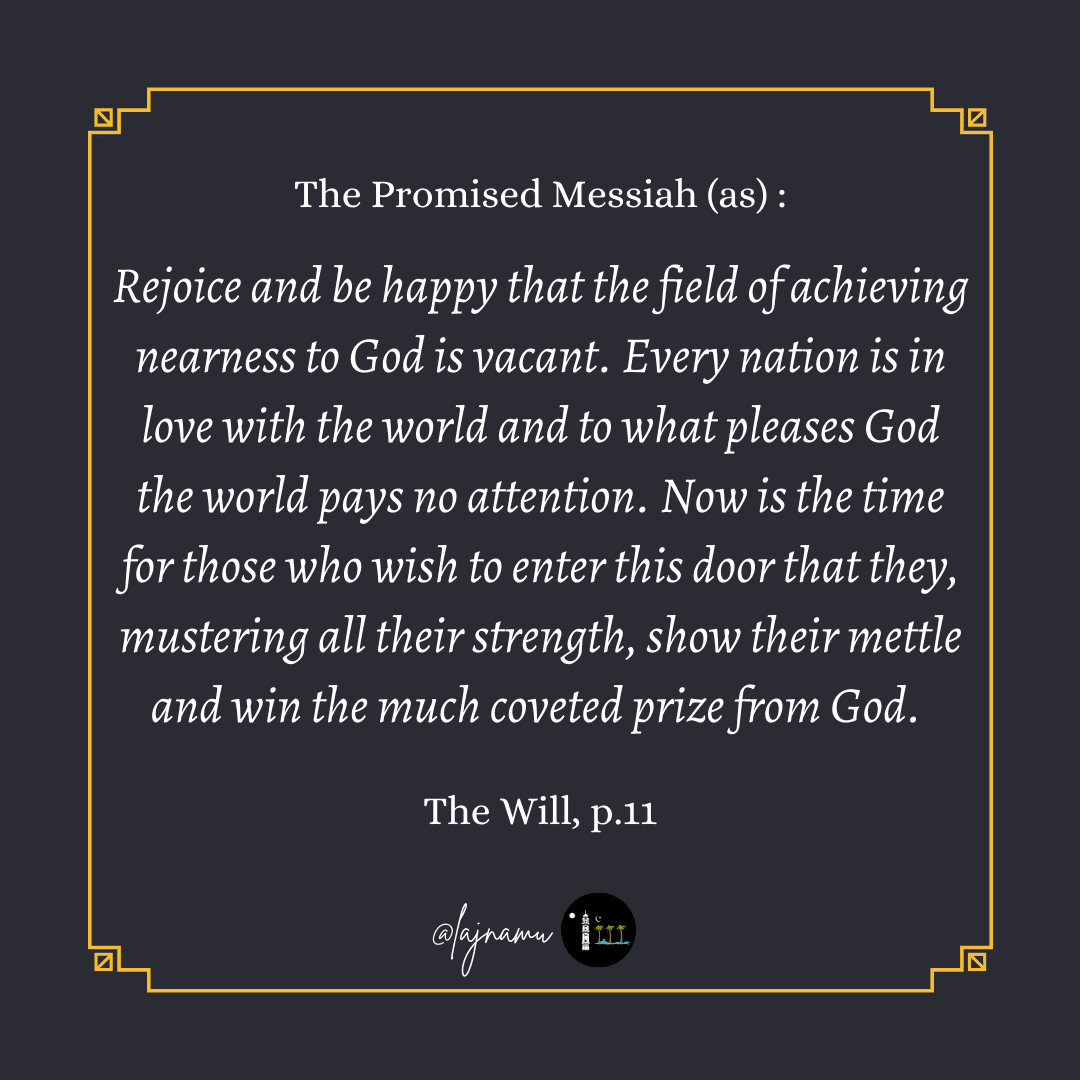 The Promised Messiah (as) :
Rejoice and be happy that the field of achieving
nearness to God is vacant. Every nation is in
love with the world and to what pleases God
the world pays no attention. Now is the time
for those who wish to enter this door that they,
mustering all their strength, show their mettle
and win the much coveted prize from God.
The Will, p.11
@lajnamu